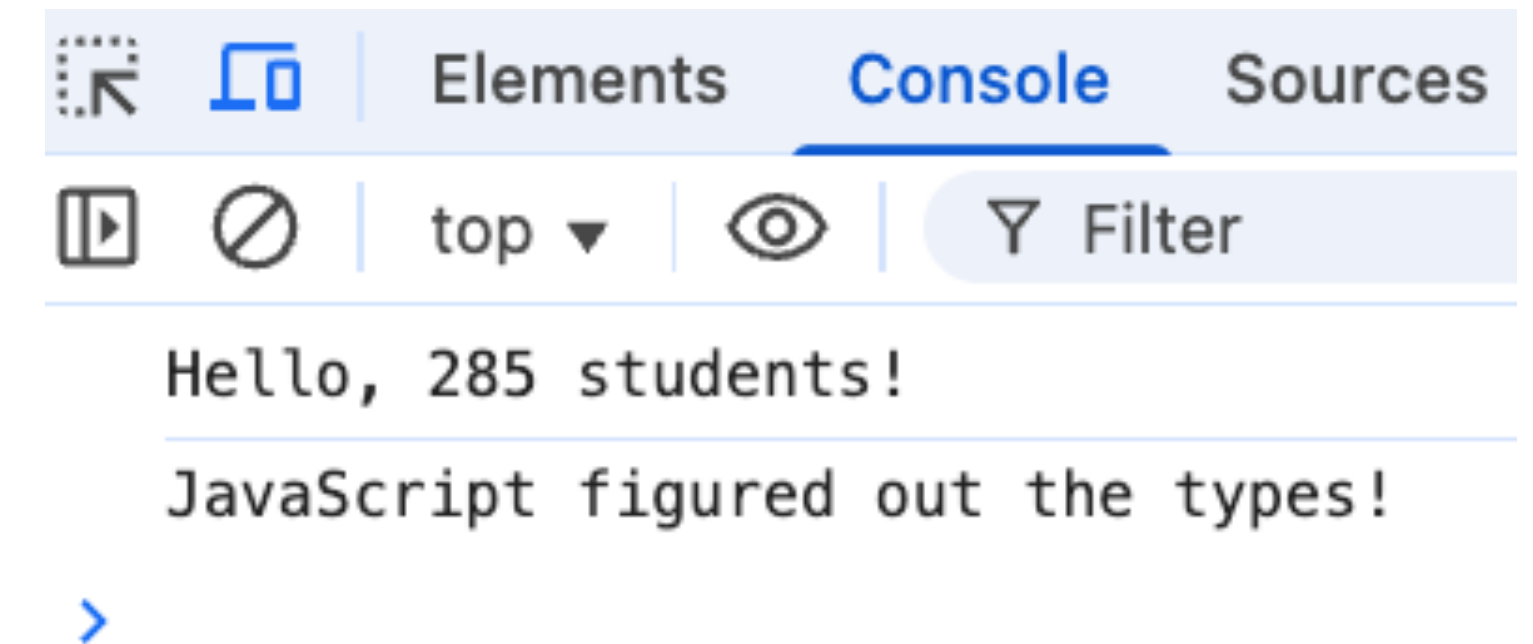 Elements Console Sources
top Filter
Hello, 285 students!
JavaScript figured out the types!